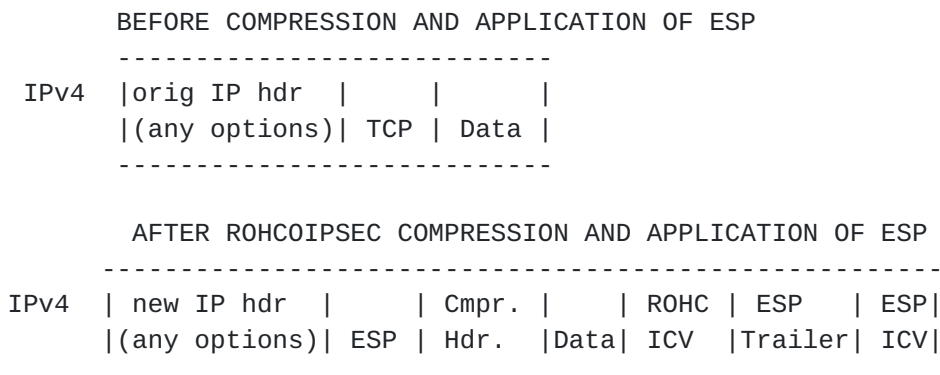 BEFORE COMPRESSION AND APPLICATION OF ESP
----------------------------
IPv4  |orig IP hdr  |     |      |
|(any options)| TCP | Data |
----------------------------
AFTER ROHCOIPSEC COMPRESSION AND APPLICATION OF ESP
------------------------------------------------------
IPv4  | new IP hdr  |     | Cmpr. |    | ROHC | ESP   | ESP|
|(any options)| ESP | Hdr.  |Data| ICV  |Trailer| ICV|